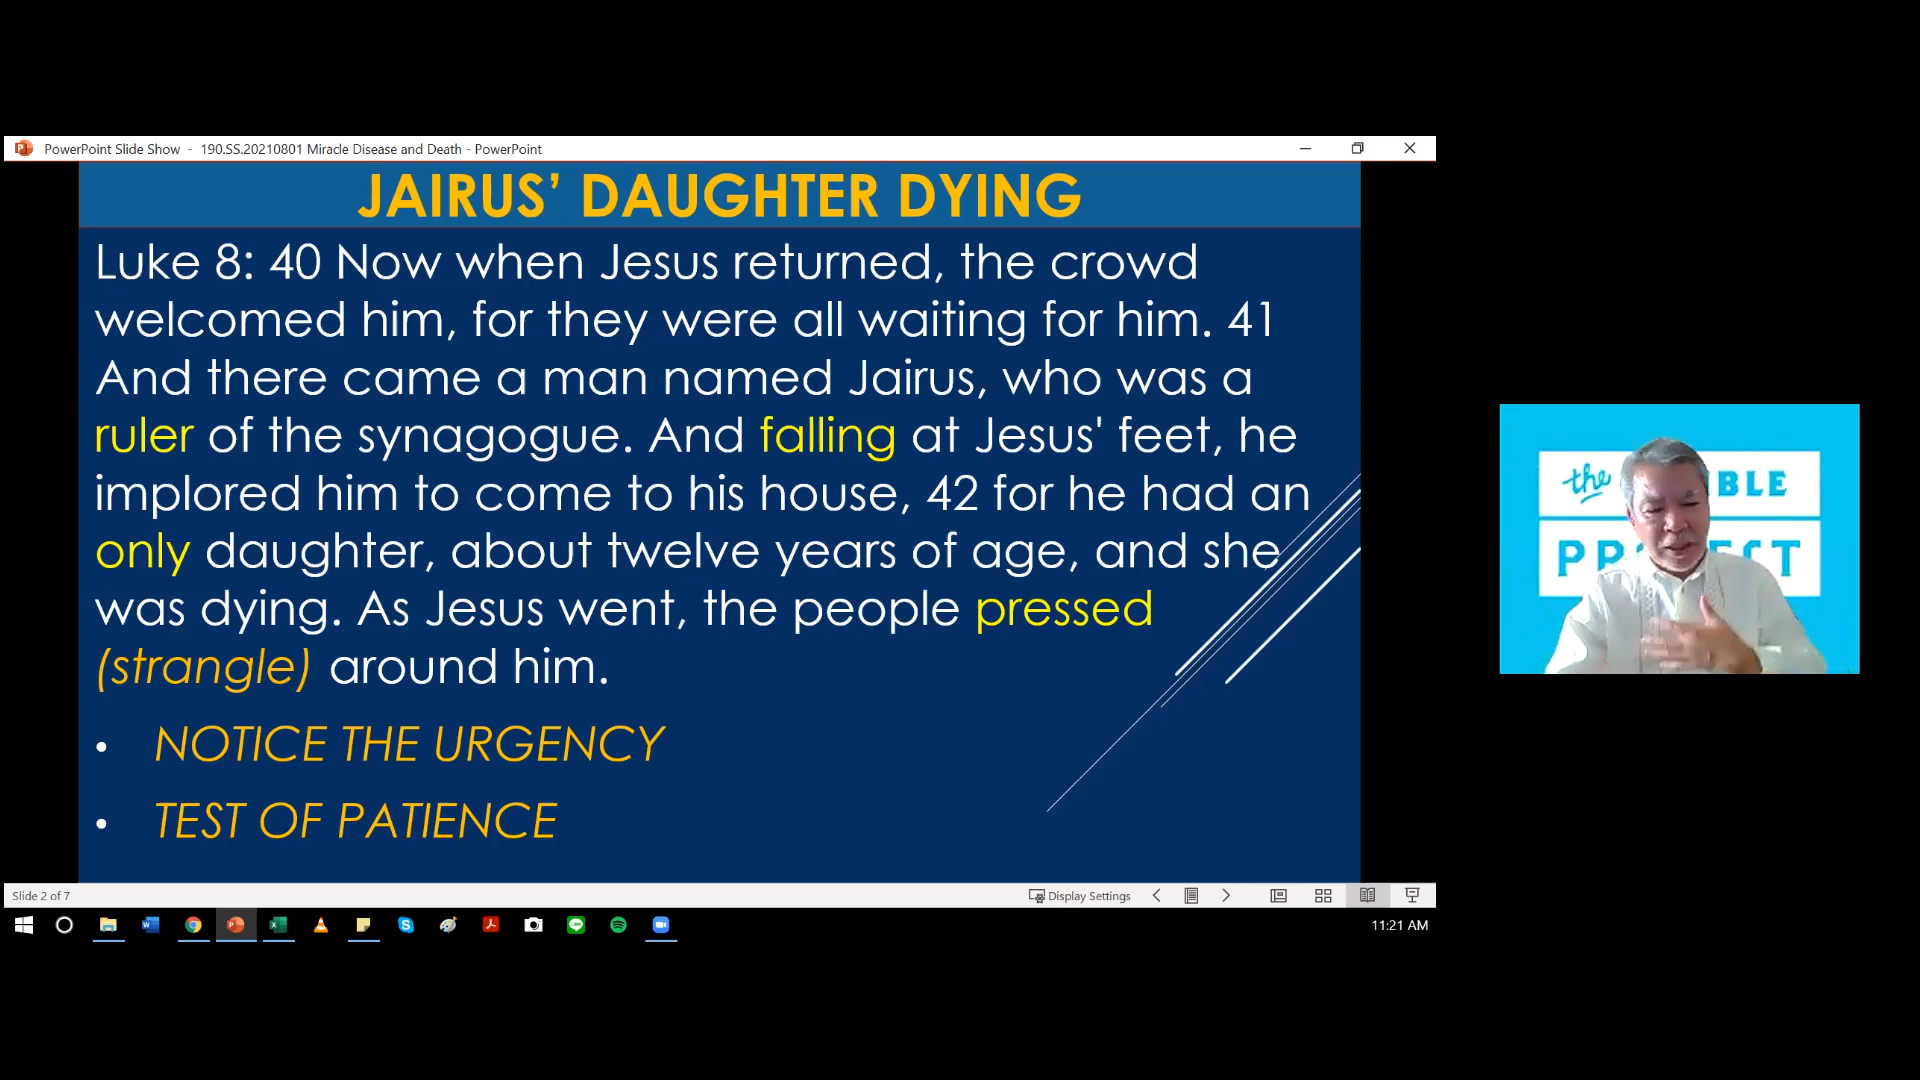 PowerPoint Slide Show - 190.SS.20210801 Miracle Disease and Death - PowerPoint
JAIRUS’ DAUGHTER DYING
Luke 8: 40 Now when Jesus returned, the crowd
welcomed him, for they were all waiting for him. 41
And there came a man named Jairus, who was a
ruler of the synagogue. And falling at Jesus' feet, he
implored him to come to his house, 42 for he had an
only daughter, about twelve years of age, and she
was dying. As Jesus went, the people pressed
(strangle) around him.
• NOTICE THE URGENCY
• TEST OF PATIENCE
Slide 2 of 7
Display Settings
11:21 AM
the
BLE
PR
CT